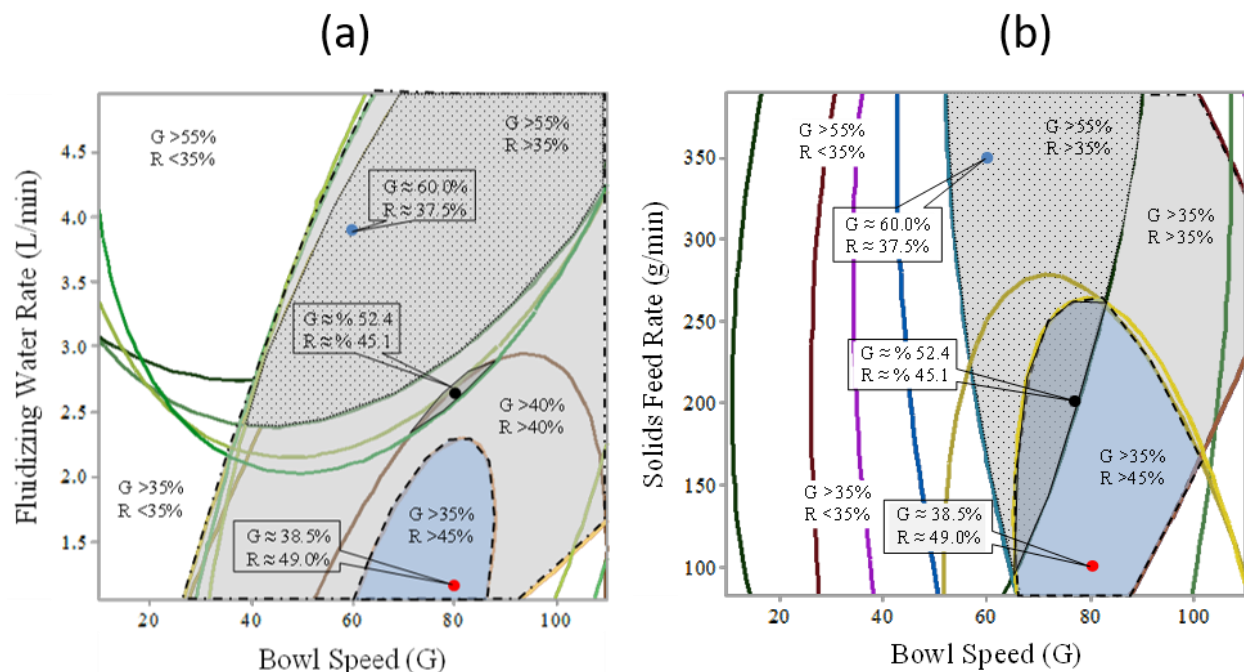 (a)
Fluidizing Water Rate (L/min)
4.5
4.0
3.5
3.0
2.5
2.0
1.5
G >55%
R <35%
G >55%
R >35%
G ≈ 60.0%
R ≈ 37.5%
G ≈ % 52.4
R ≈ % 45.1
G >40%
R >40%
G >35%
R <35%
G >35%
R >45%
G ≈ 38.5%
R ≈ 49.0%
20
40
60
80
100
Bowl Speed (G)
(b)
Solids Feed Rate (g/min)
350
300
250
200
150
100
G >55%
R <35%
G >55%
R >35%
G ≈ 60.0%
R ≈ 37.5%
G >35%
R >35%
G ≈ % 52.4
R ≈ % 45.1
G >35%
R >45%
G >35%
R <35%
G ≈ 38.5%
R ≈ 49.0%
20
40
60
80
100
Bowl Speed (G)